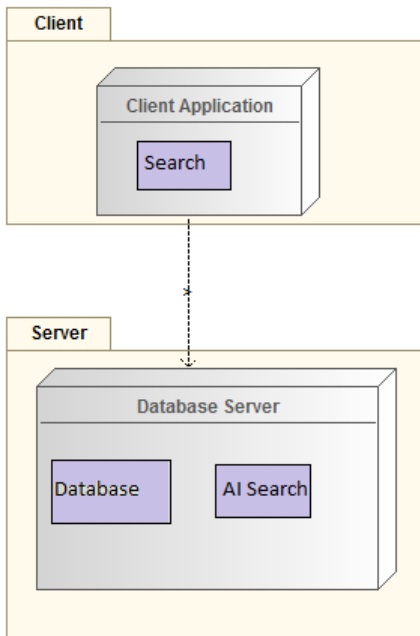 Client
Client Application
Search
Server
Database Server
Database
AI Search